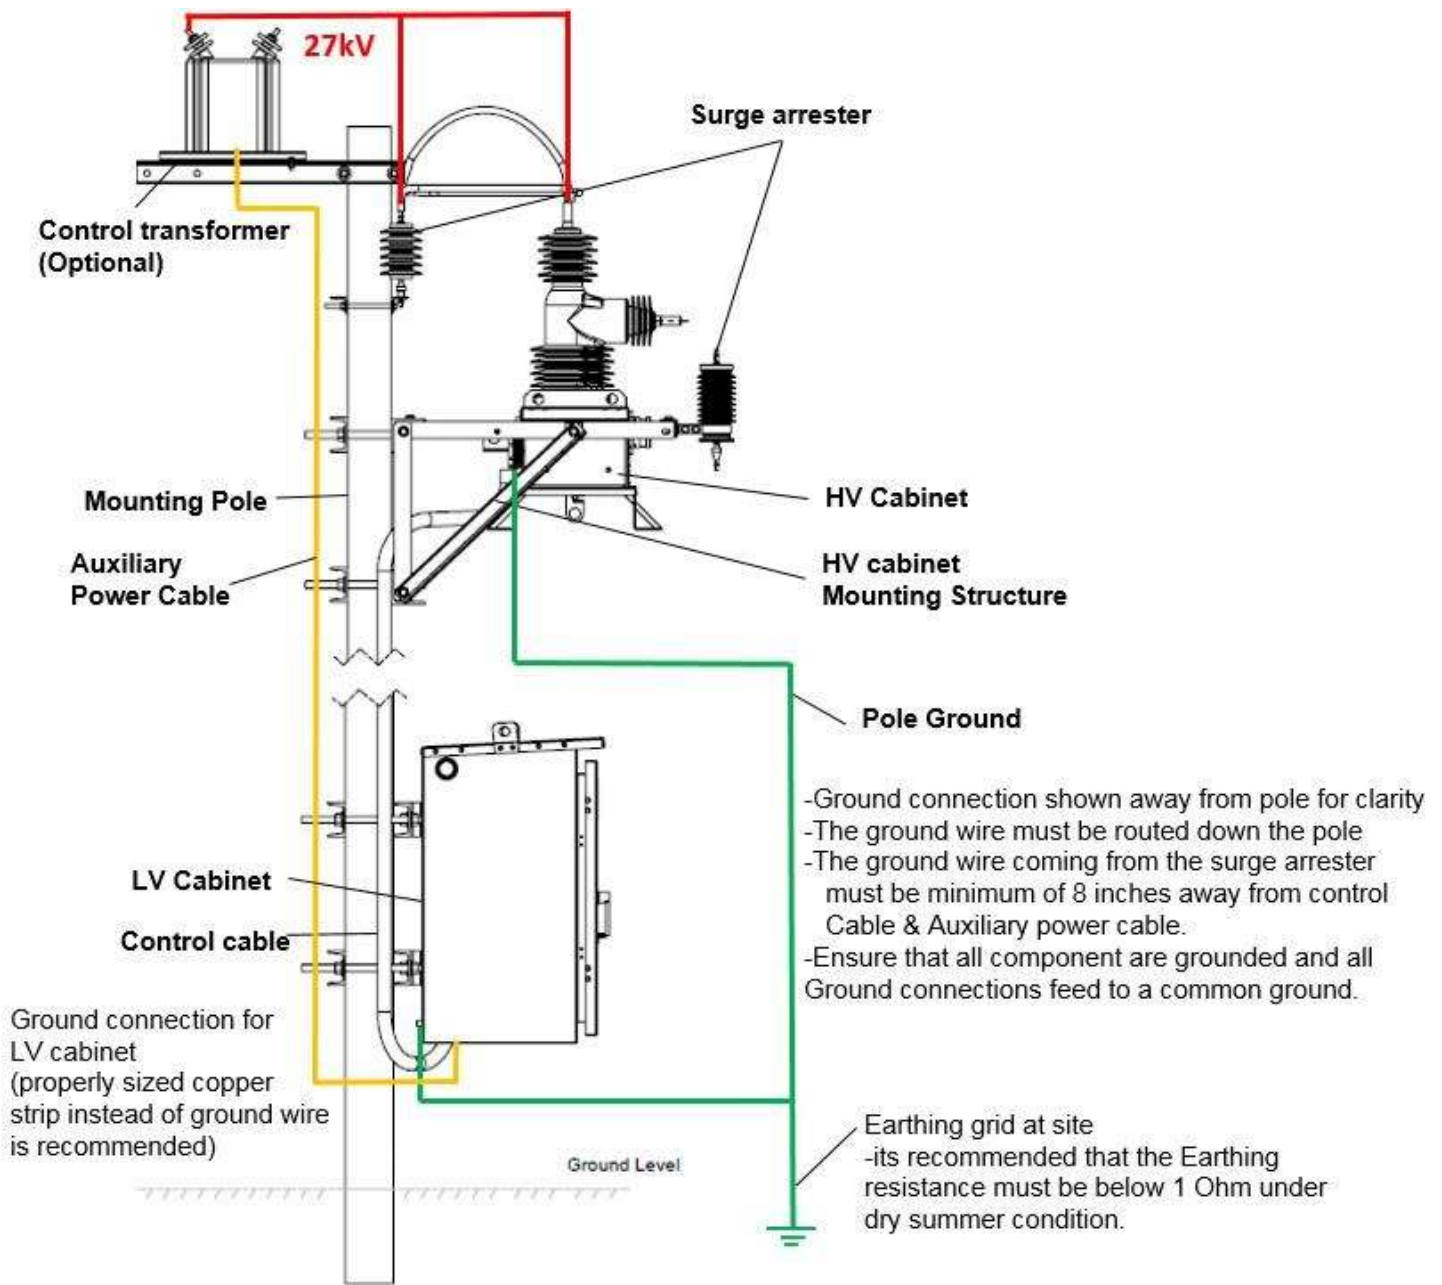 27kV
Surge arrester
Control transformer
(Optional)
Mounting Pole
HV Cabinet
Auxiliary
Power Cable
HV cabinet
Mounting Structure
Pole Ground
-Ground connection shown away from pole for clarity
-The ground wire must be routed down the pole
-The ground wire coming from the surge arrester
must be minimum of 8 inches away from control
Cable & Auxiliary power cable.
-Ensure that all component are grounded and all
Ground connections feed to a common ground.
LV Cabinet
Control cable
Ground connection for
LV cabinet
(properly sized copper
strip instead of ground wire
is recommended)
Ground Level
Earthing grid at site
-its recommended that the Earthing
resistance must be below 1 Ohm under
dry summer condition.